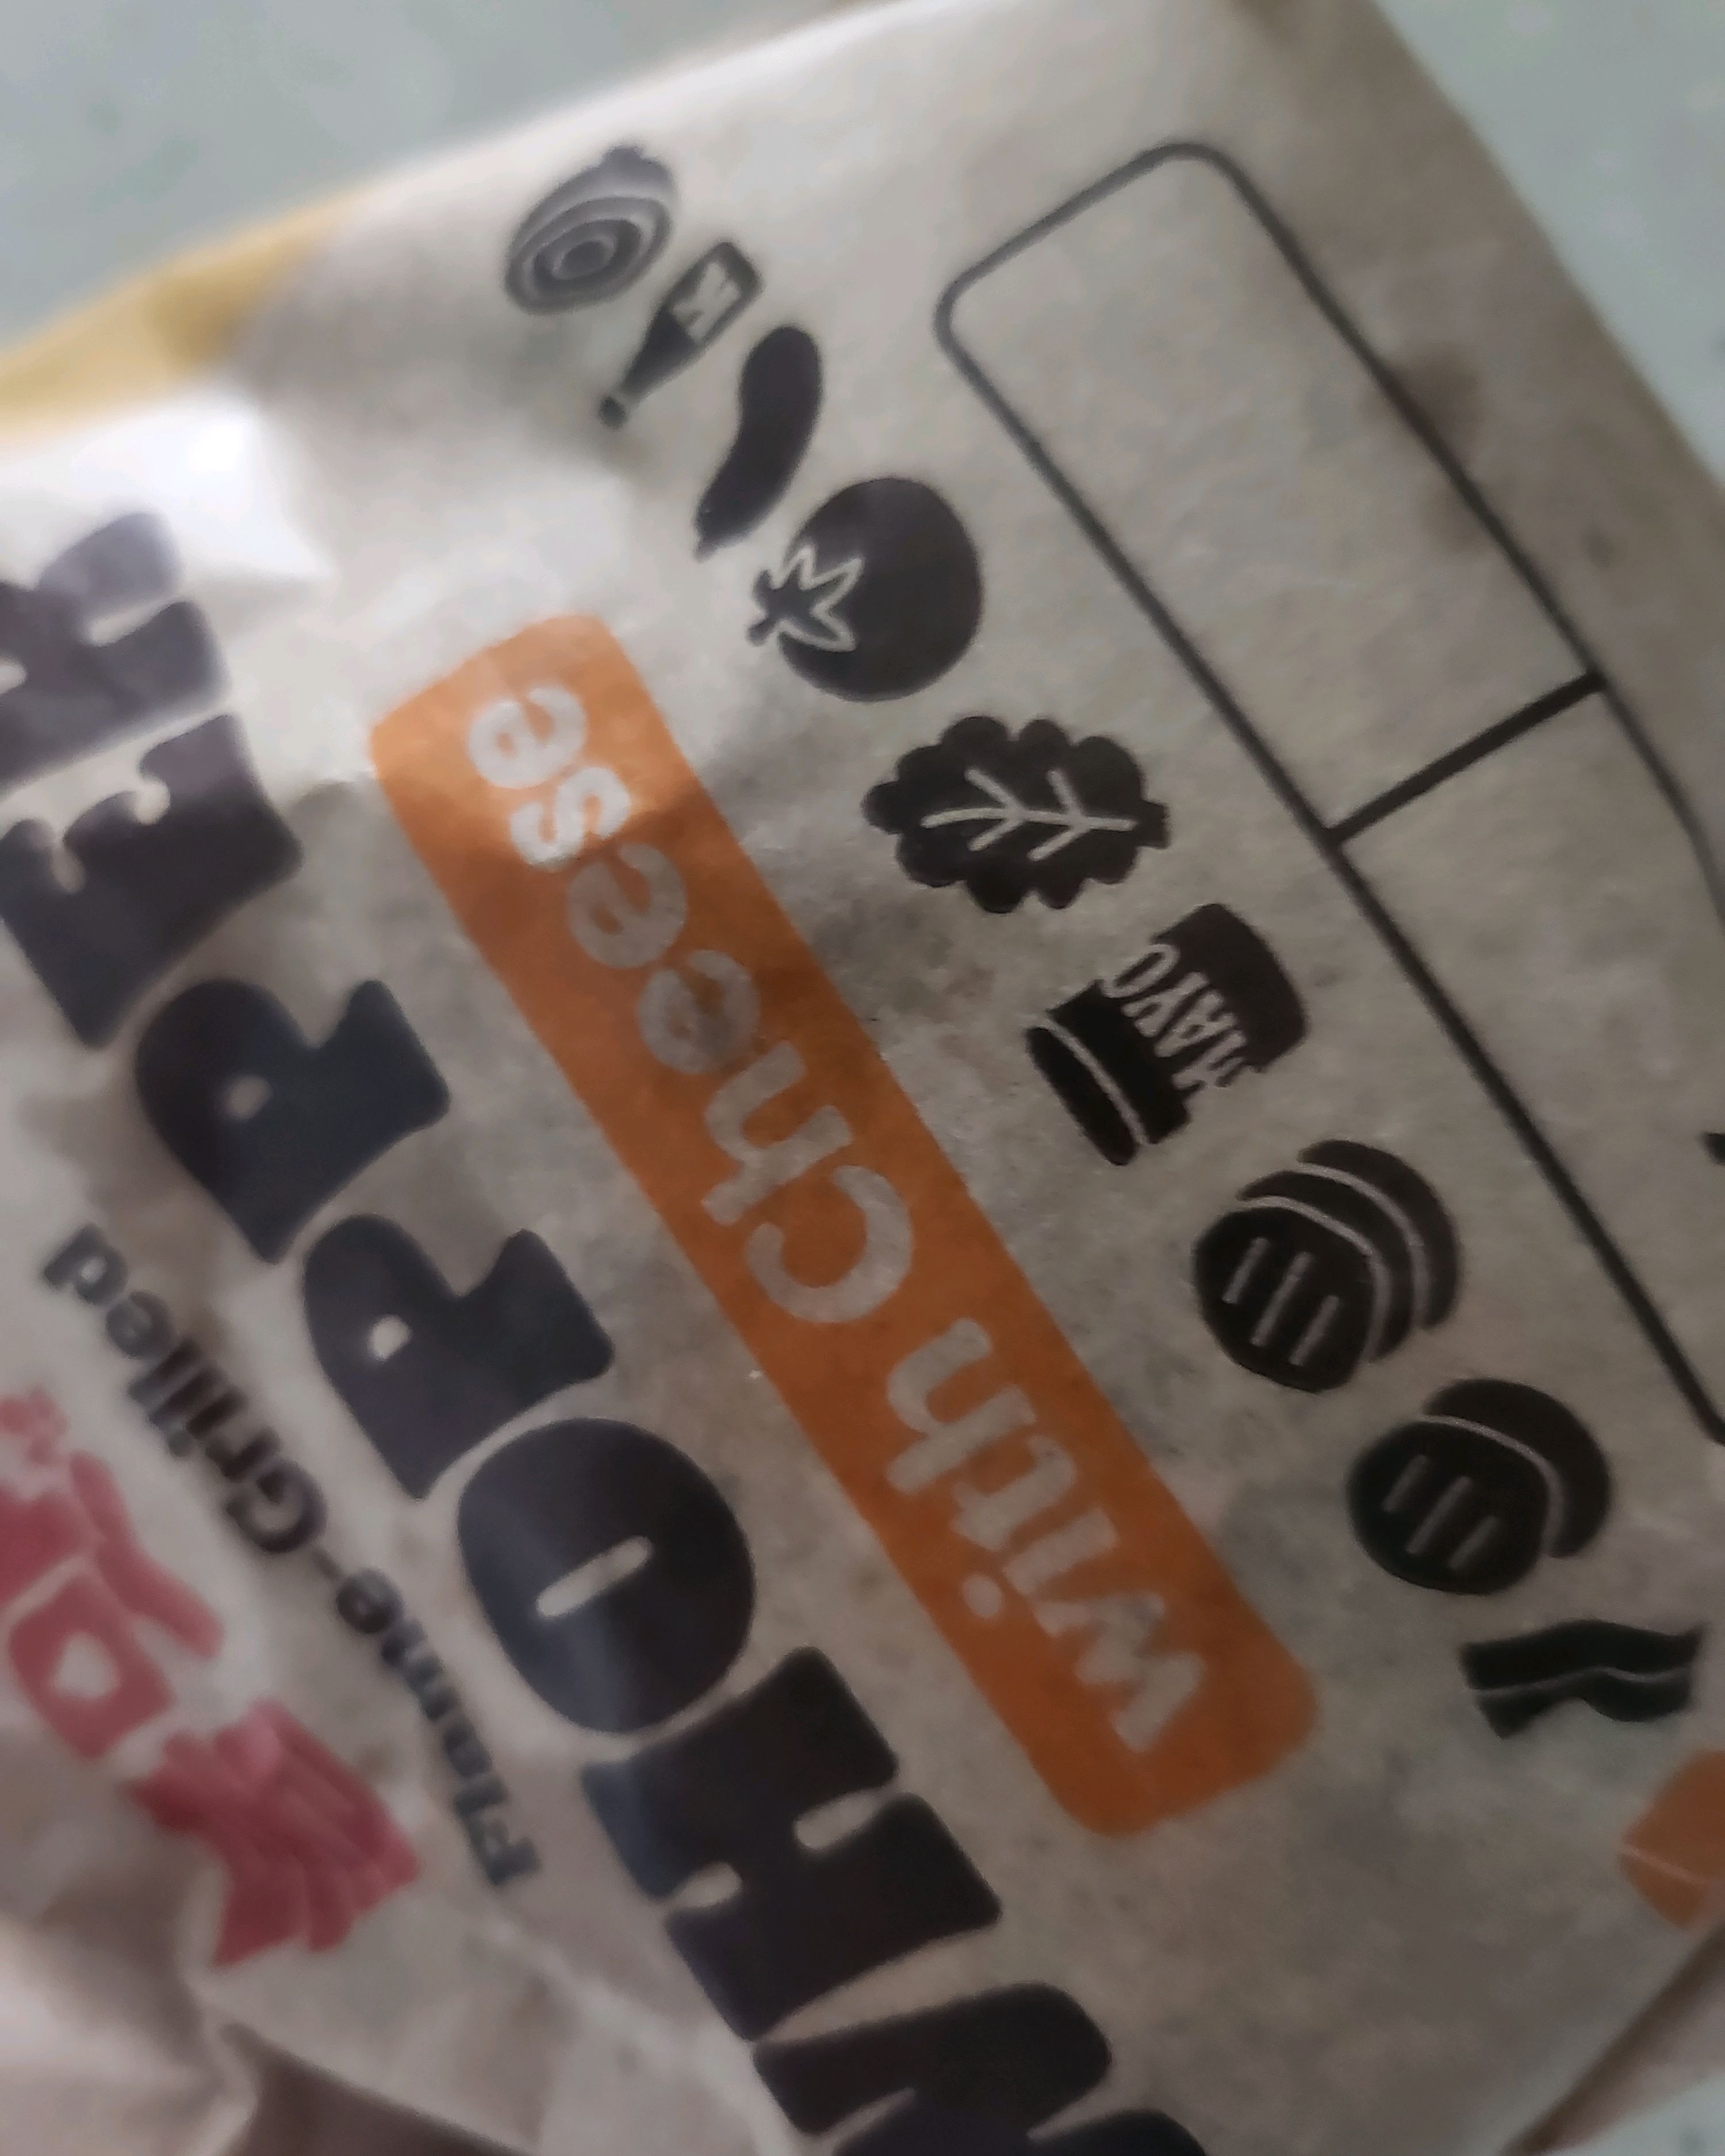 Flame-Grilled
WHOPPER
with Cheese
MAYO
K